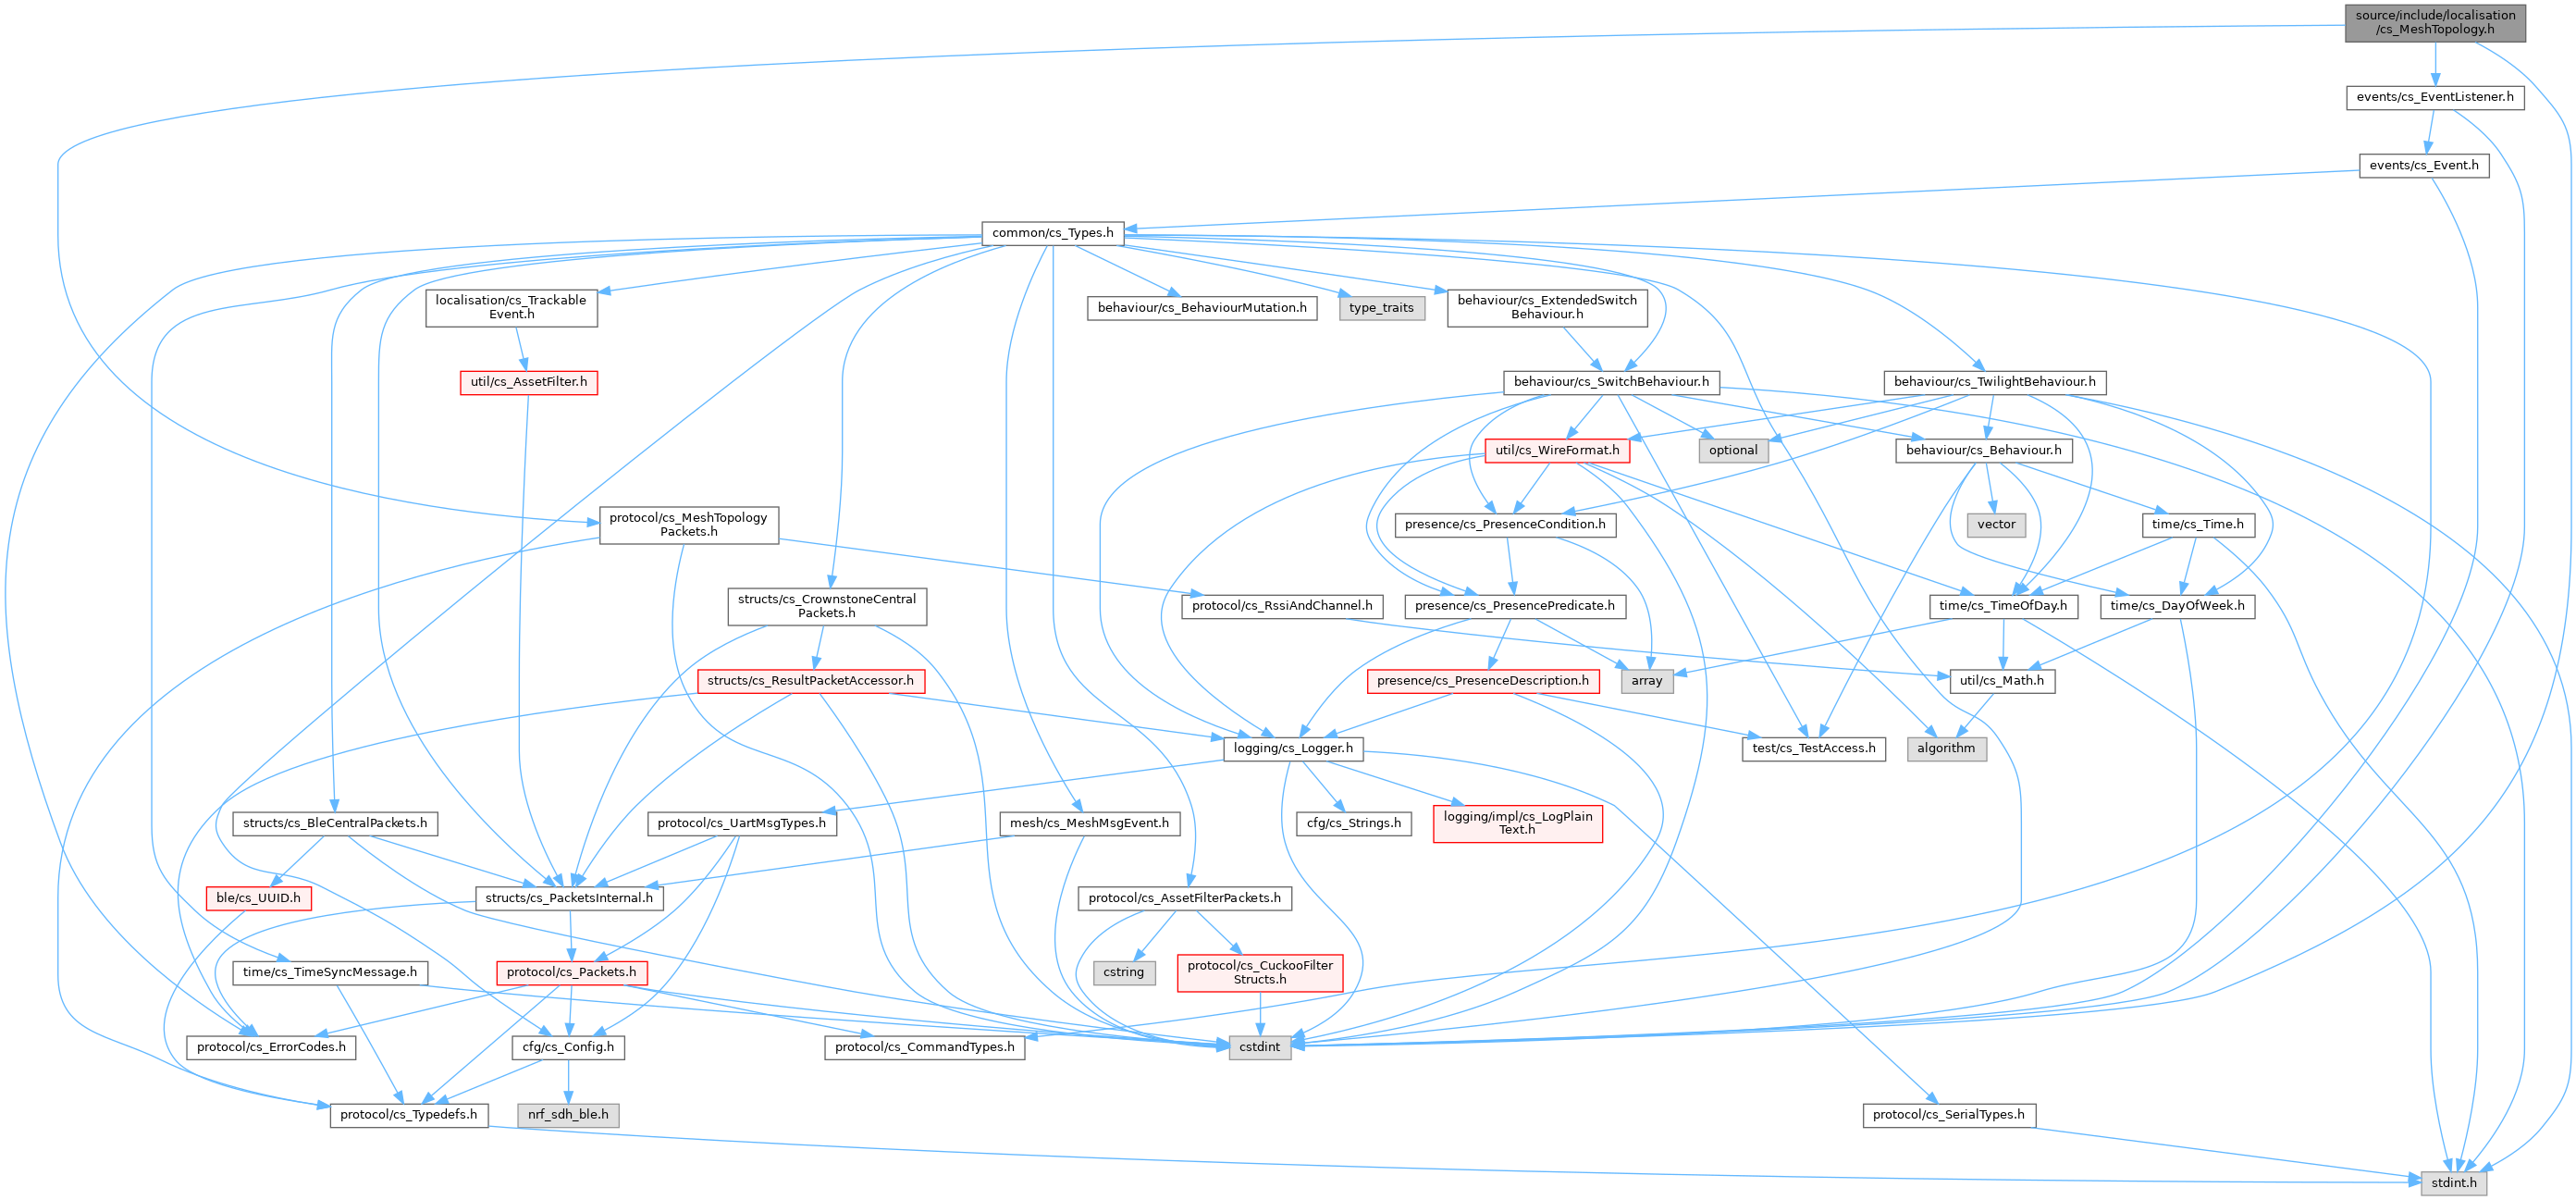 source/include/localisation
/cs_MeshTopology.h
events/cs_EventListener.h
events/cs_Event.h
common/cs_Types.h
localisation/cs_Trackable
Event.h
behaviour/cs_BehaviourMutation.h
type_traits
behaviour/cs_ExtendedSwitch
Behaviour.h
util/cs_AssetFilter.h
behaviour/cs_SwitchBehaviour.h
behaviour/cs_TwilightBehaviour.h
util/cs_WireFormat.h
optional
behaviour/cs_Behaviour.h
protocol/cs_MeshTopology
Packets.h
presence/cs_PresenceCondition.h
vector
time/cs_Time.h
structs/cs_CrownstoneCentral
Packets.h
protocol/cs_RssiAndChannel.h
presence/cs_PresencePredicate.h
time/cs_TimeOfDay.h
time/cs_DayOfWeek.h
structs/cs_ResultPacketAccessor.h
presence/cs_PresenceDescription.h
array
util/cs_Math.h
logging/cs_Logger.h
test/cs_TestAccess.h
algorithm
structs/cs_BleCentralPackets.h
protocol/cs_UartMsgTypes.h
mesh/cs_MeshMsgEvent.h
cfg/cs_Strings.h
logging/impl/cs_LogPlain
Text.h
ble/cs_UUID.h
structs/cs_PacketsInternal.h
protocol/cs_AssetFilterPackets.h
time/cs_TimeSyncMessage.h
protocol/cs_Packets.h
cstring
protocol/cs_CuckooFilter
Structs.h
protocol/cs_ErrorCodes.h
cfg/cs_Config.h
protocol/cs_CommandTypes.h
cstdint
protocol/cs_Typedefs.h
nrf_sdh_ble.h
protocol/cs_SerialTypes.h
stdint.h